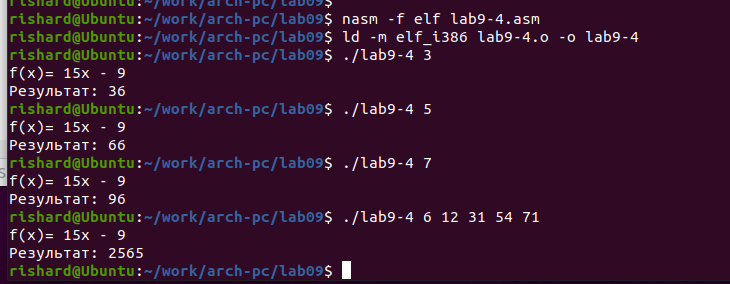 rishard@Ubuntu:~/work/arch-pc/lab09$ nasm -f elf lab9-4.asm
rishard@Ubuntu:~/work/arch-pc/lab09$ ld -m elf_i386 lab9-4.o -o lab9-4
rishard@Ubuntu:~/work/arch-pc/lab09$ ./lab9-4 3
f(x)= 15x - 9
Результат: 36
rishard@Ubuntu:~/work/arch-pc/lab09$ ./lab9-4 5
f(x)= 15x - 9
Результат: 66
rishard@Ubuntu:~/work/arch-pc/lab09$ ./lab9-4 7
f(x)= 15x - 9
Результат: 96
rishard@Ubuntu:~/work/arch-pc/lab09$ ./lab9-4 6 12 31 54 71
f(x)= 15x - 9
Результат: 2565
rishard@Ubuntu:~/work/arch-pc/lab09$